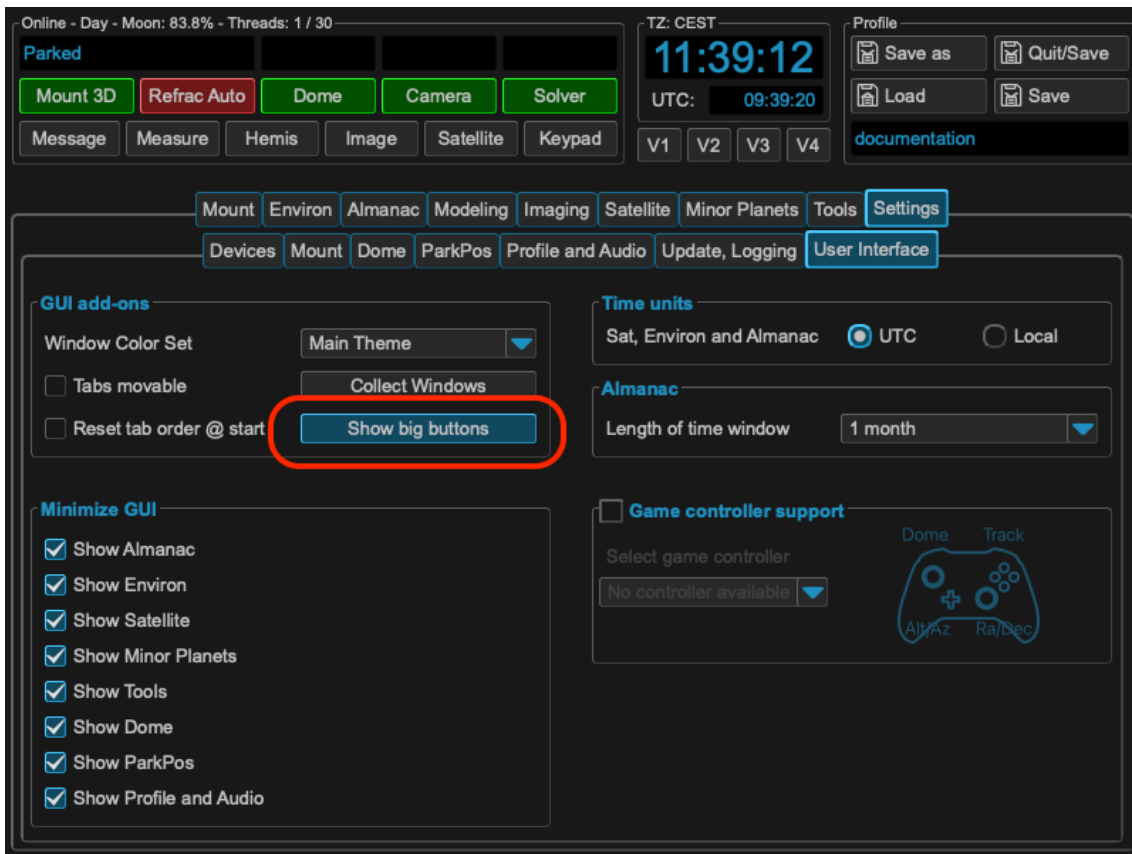 Online - Day - Moon: 83.8% - Threads: 1 / 30
Parked
Mount 3D Refrac Auto Dome Camera Solver
Message Measure Hemis Image Satellite Keypad
TZ: CEST
11:39:12
UTC: 09:39:20
V1 V2 V3 V4
Profile
Save as Quit/Save
Load Save
documentation
Mount Environ Almanac Modeling Imaging Satellite Minor Planets Tools Settings
Devices Mount Dome ParkPos Profile and Audio Update, Logging User Interface
GUI add-ons
Window Color Set Main Theme
Tabs movable Collect Windows
Reset tab order @ start Show big buttons
Time units
Sat, Environ and Almanac UTC Local
Almanac
Length of time window 1 month
Minimize GUI
Show Almanac
Show Environ
Show Satellite
Show Minor Planets
Show Tools
Show Dome
Show ParkPos
Show Profile and Audio
Game controller support
Select game controller
No controller available
Dome Track
Alt/Az Ra/Dec